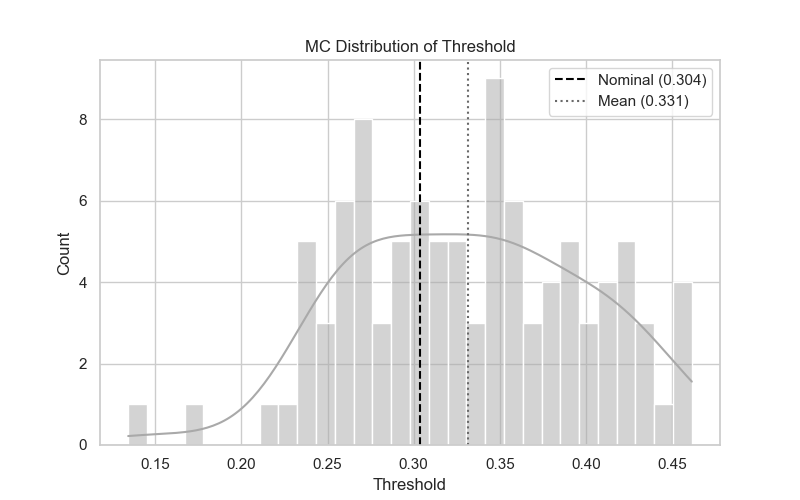 MC Distribution of Threshold
Nominal (0.304)
Mean (0.331)
Count
8
6
4
2
0
0.15 0.20 0.25 0.30 0.35 0.40 0.45
Threshold